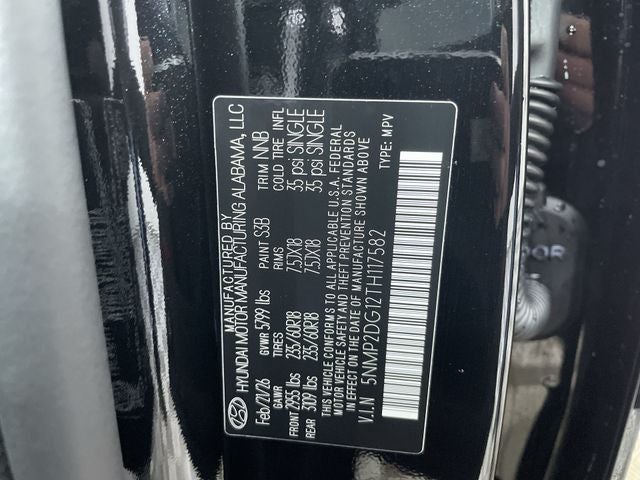 MANUFACTURED BY
HYUNDAI MOTOR MANUFACTURING ALABAMA, LLC
Feb/21/26 GVWR 5799 lbs PAINT S3B TRIM NNB
GAWR TIRES RIMS COLD TIRE INFL
FRONT 2955 lbs 235/60R18 7.5JX18 35 psi SINGLE
REAR 3109 lbs 235/60R18 7.5JX18 35 psi SINGLE
THIS VEHICLE CONFORMS TO ALL APPLICABLE U.S.A. FEDERAL
MOTOR VEHICLE SAFETY AND THEFT PREVENTION STANDARDS
IN EFFECT ON THE DATE OF MANUFACTURE SHOWN ABOVE
V.I.N 5NMP2DG12TH117582 TYPE: MPV